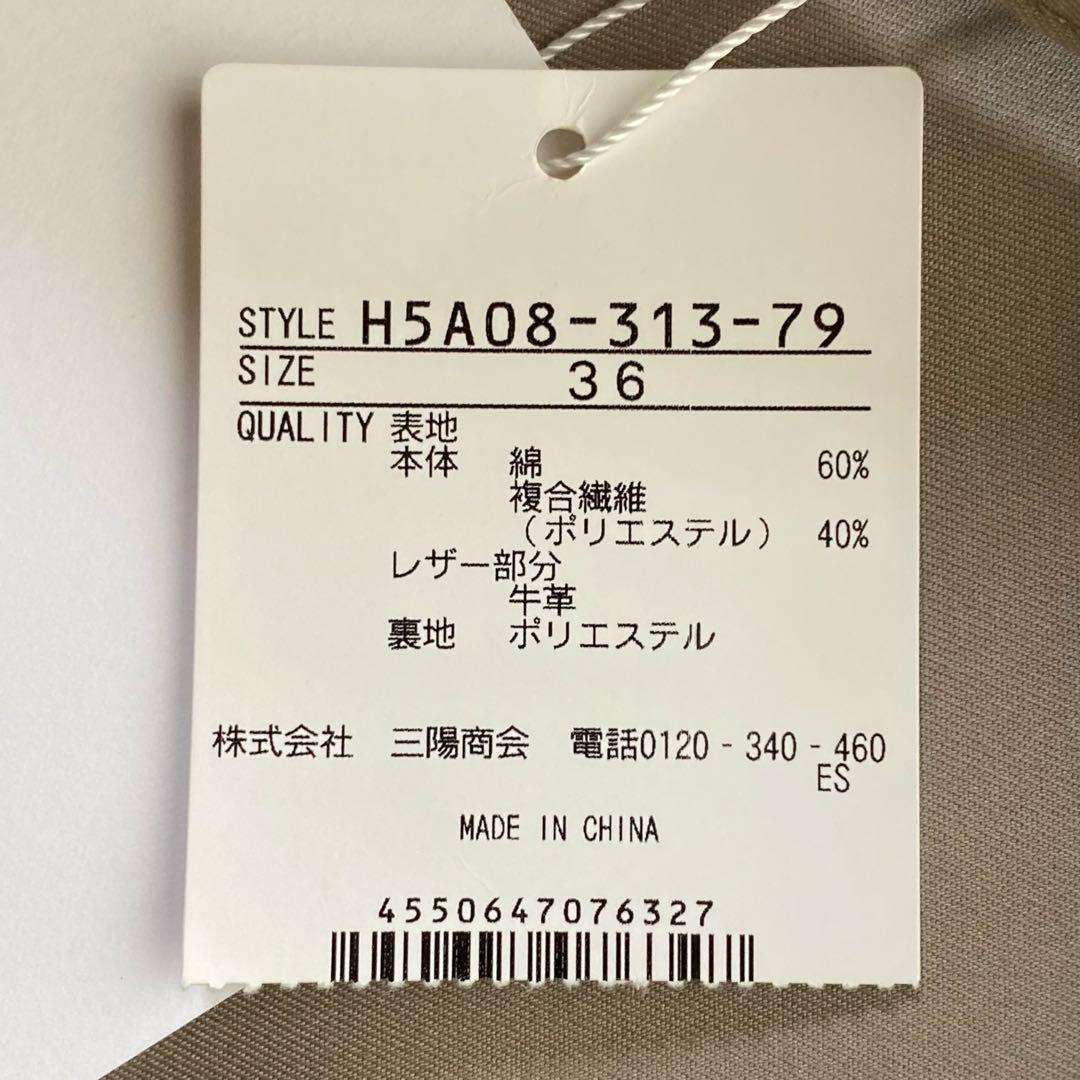 STYLE H5A08-313-79
SIZE 36
QUALITY 表地
本体 綿 60%
複合繊維
(ポリエステル) 40%
レザー部分
牛革
裏地 ポリエステル
株式会社 三陽商会 電話0120-340-460
ES
MADE IN CHINA
4550647076327